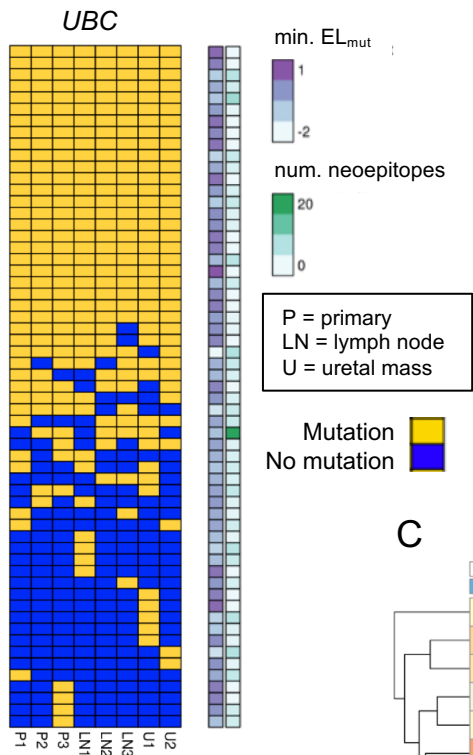 UBC
P1 P2 P3 LN1 LN2 LN3 U1 U2
min. ELmut
1
-2
num. neoepitopes
20
0
P = primary
LN = lymph node
U = uretal mass
Mutation
No mutation
C